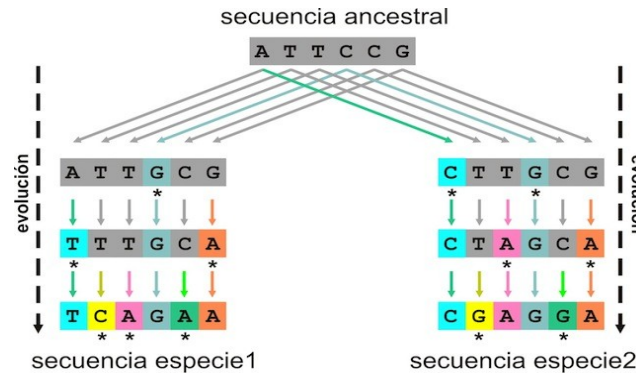 secuencia ancestral
A T T C C G
evolución
A T T G C G
*
T T T G C A
* *
T C A G A A
* * *
secuencia especie1
C T T G C G
* *
C T A G C A
* *
C G A G G A
* *
secuencia especie2
evolución